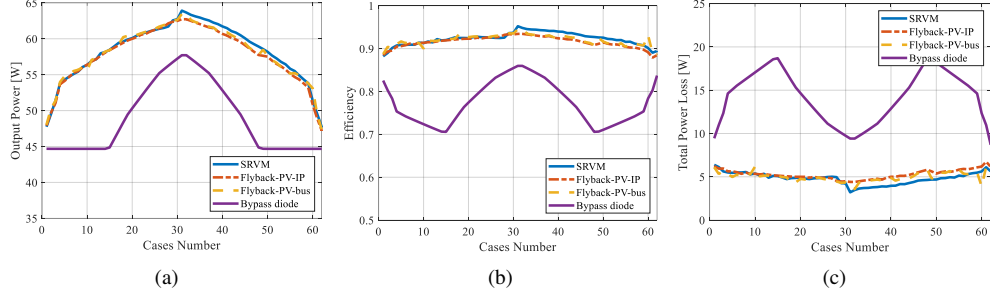 65
60
55
50
45
40
35
Output Power [W]
0 10 20 30 40 50 60
Cases Number
SRVM
Flyback-PV-IP
Flyback-PV-bus
Bypass diode
(a)
1
0.9
0.8
0.7
0.6
0.5
Efficiency
0 10 20 30 40 50 60
Cases Number
SRVM
Flyback-PV-IP
Flyback-PV-bus
Bypass diode
(b)
25
20
15
10
5
0
Total Power Loss [W]
0 10 20 30 40 50 60
Cases Number
SRVM
Flyback-PV-IP
Flyback-PV-bus
Bypass diode
(c)